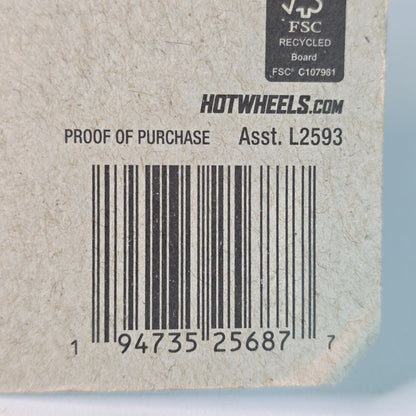 FSC
RECYCLED
Board
FSC® C107981
HOTWHEELS.COM
PROOF OF PURCHASE Asst. L2593
1 94735 25687 7